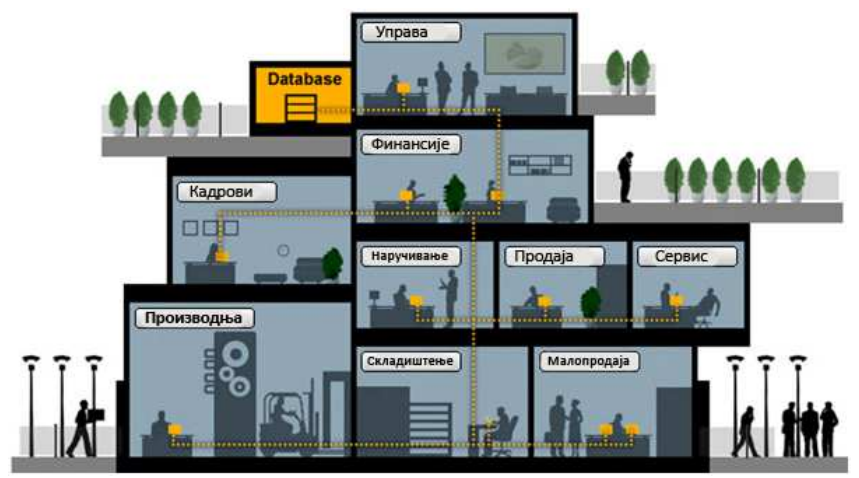 Управа
Database
Финансије
Кадрови
Наручивање
Продаја
Сервис
Производња
Складиштење
Малопродаја